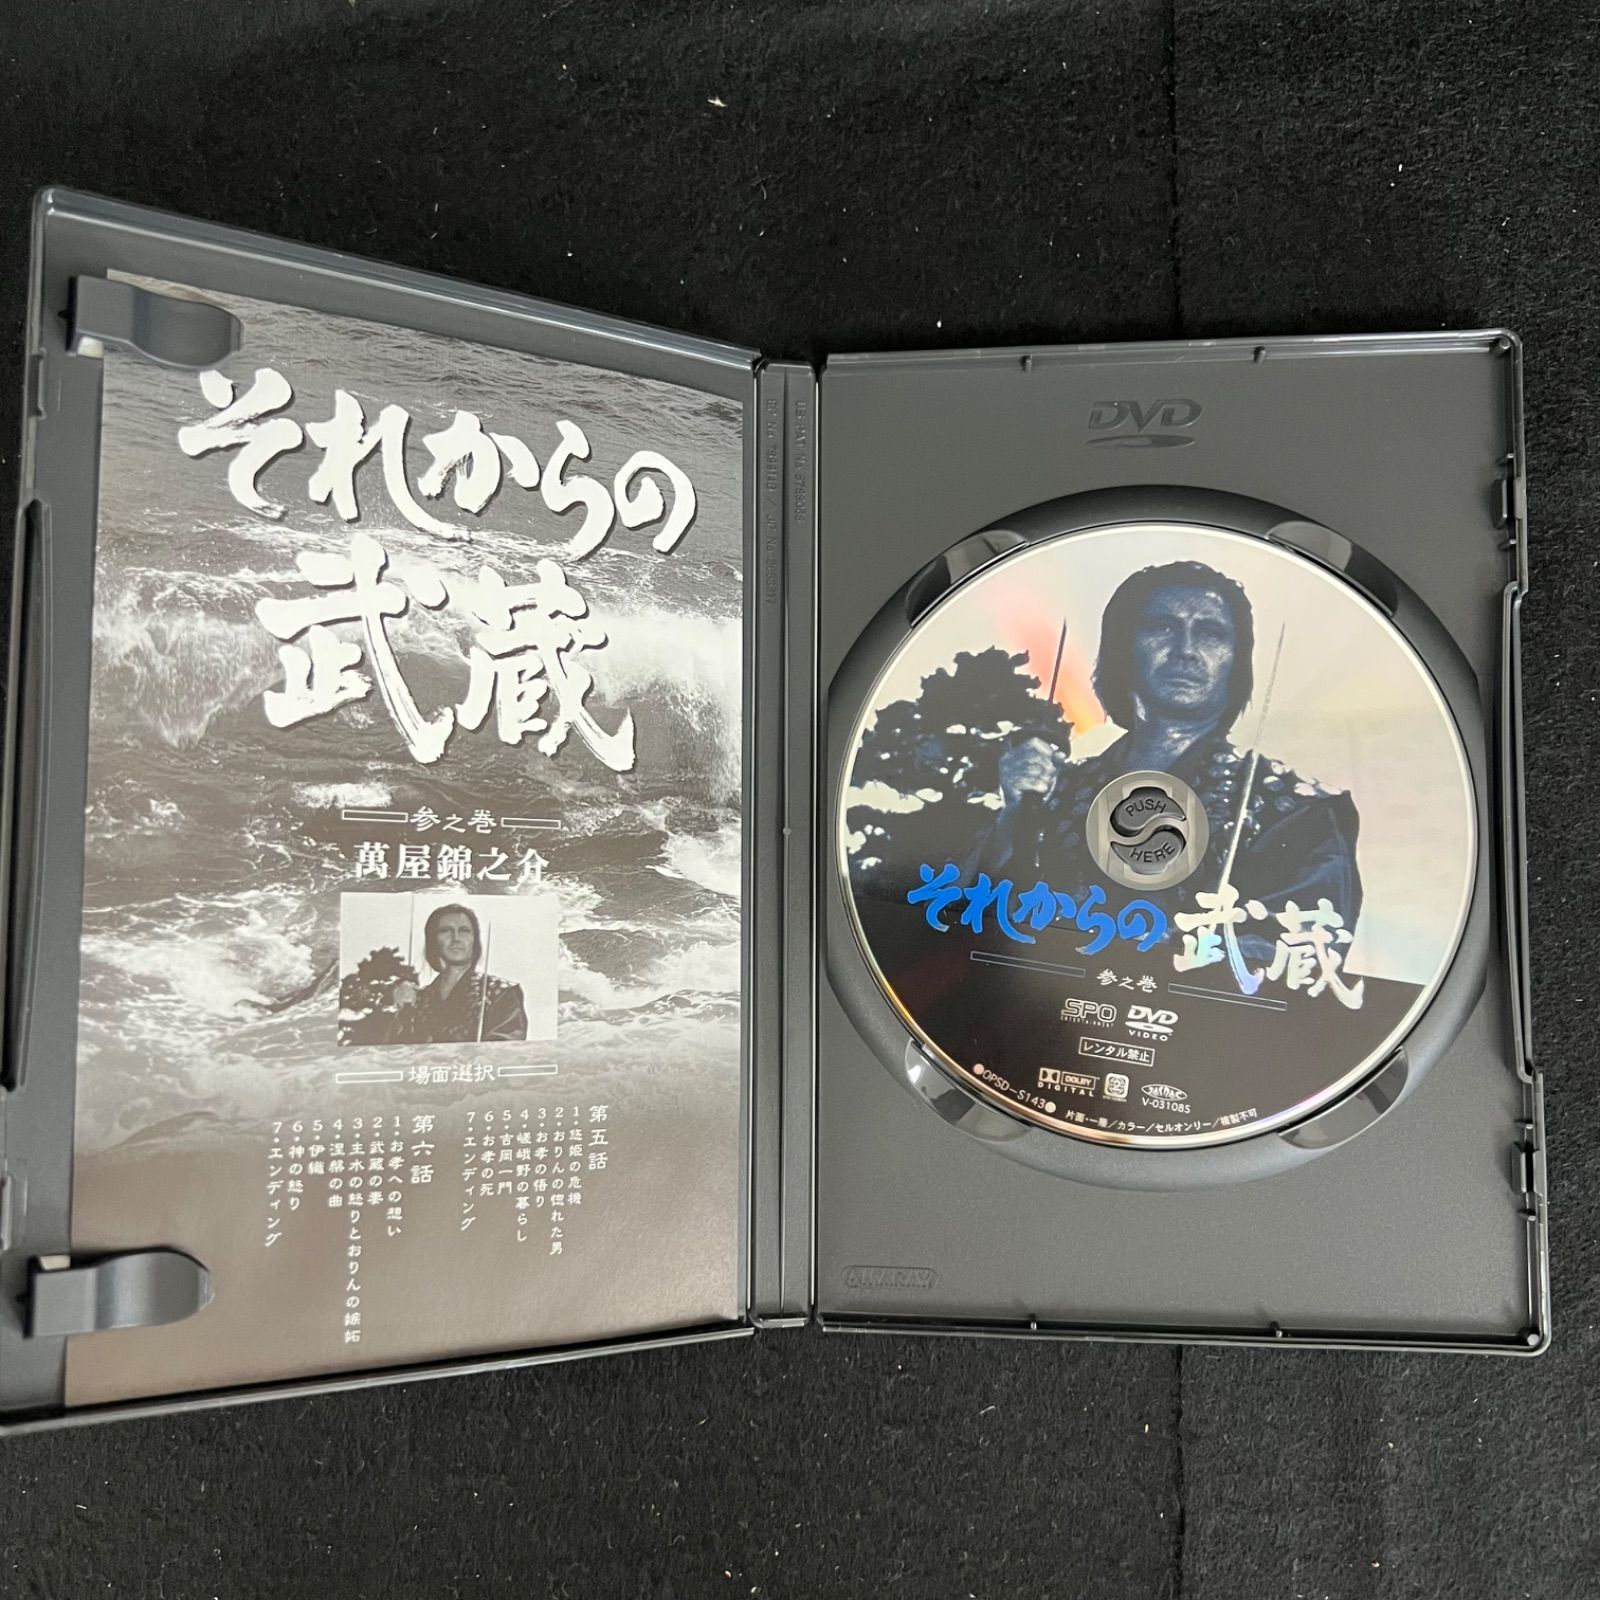 それからの
武蔵
参之巻
萬屋錦之介
場面選択
第五話
1・悠姫の危機
2・おりんの惚れた男
3・お孝の悟り
4・嵯峨野の暮らし
5・吉岡一門
6・お孝の死
7・エンディング
第六話
1・お孝への想い
2・武蔵の妻
3・主水の怒りとおりんの嫉妬
4・涅槃の曲
5・伊織
6・神の怒り
7・エンディング
DVD
PUSH
HERE
それからの武蔵
参之巻
SPO
ENTERTAINMENT
DVD
VIDEO
レンタル禁止
DOLBY
DIGITAL
V-031085
OPSD-S143
片面・一層/カラー/セルオンリー/複製不可
AMARAY